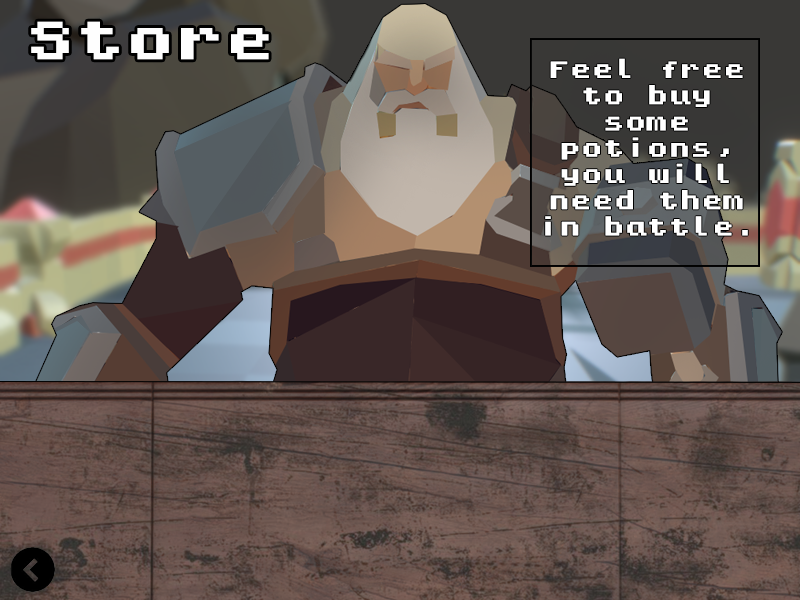 Store
Feel free
to buy
some
potions,
you will
need them
in battle.